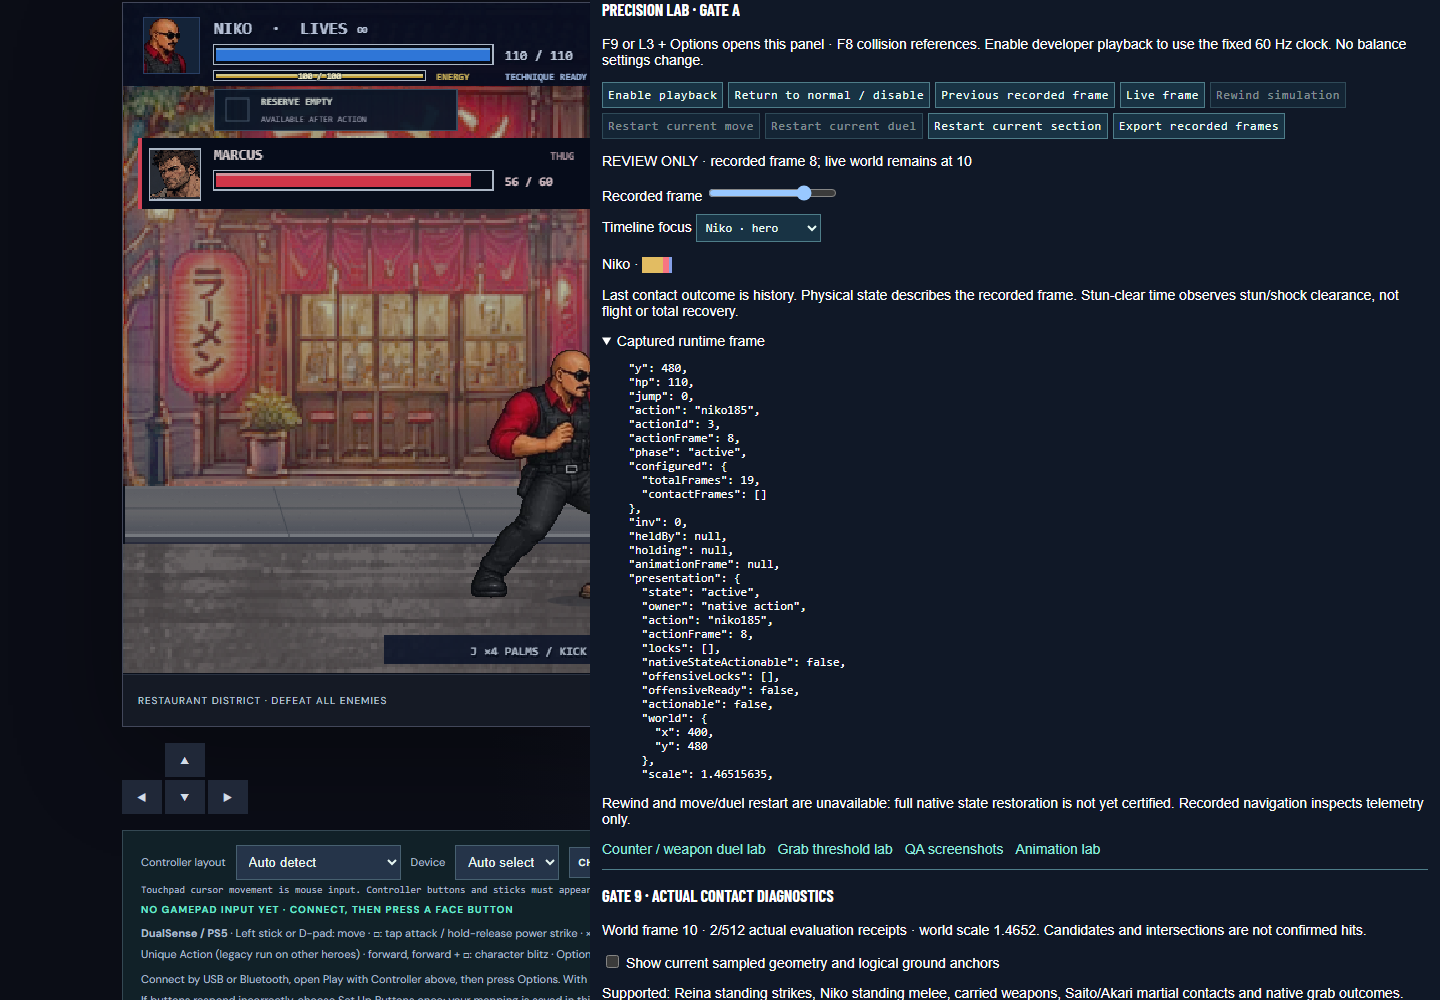 NIKO · LIVES ∞
110 / 110
100 / 100 ENERGY TECHNIQUE READY
RESERVE EMPTY
AVAILABLE AFTER ACTION
MARCUS THUG
56 / 60
ラーメン
J ×4 PALMS / KICK
RESTAURANT DISTRICT · DEFEAT ALL ENEMIES
▲
◀ ▼ ▶
Controller layout Auto detect Device Auto select CH
Touchpad cursor movement is mouse input. Controller buttons and sticks must appear
NO GAMEPAD INPUT YET · CONNECT, THEN PRESS A FACE BUTTON
DualSense / PS5 · Left stick or D-pad: move · □: tap attack / hold-release power strike ·
Unique Action (legacy run on other heroes) · forward, forward + □: character blitz · Option
Connect by USB or Bluetooth, open Play with Controller above, then press Options. With
If buttons respond incorrectly, choose Set Up Buttons once; your mapping is saved in thi
PRECISION LAB · GATE A
F9 or L3 + Options opens this panel · F8 collision references. Enable developer playback to use the fixed 60 Hz clock. No balance
settings change.
Enable playback Return to normal / disable Previous recorded frame Live frame Rewind simulation
Restart current move Restart current duel Restart current section Export recorded frames
REVIEW ONLY · recorded frame 8; live world remains at 10
Recorded frame
Timeline focus Niko · hero
Niko ·
Last contact outcome is history. Physical state describes the recorded frame. Stun-clear time observes stun/shock clearance, not
flight or total recovery.
▼ Captured runtime frame
"y": 480,
"hp": 110,
"jump": 0,
"action": "niko185",
"actionId": 3,
"actionFrame": 8,
"phase": "active",
"configured": {
"totalFrames": 19,
"contactFrames": []
},
"inv": 0,
"heldBy": null,
"holding": null,
"animationFrame": null,
"presentation": {
"state": "active",
"owner": "native action",
"action": "niko185",
"actionFrame": 8,
"locks": [],
"nativeStateActionable": false,
"offensiveLocks": [],
"offensiveReady": false,
"actionable": false,
"world": {
"x": 400,
"y": 480
},
"scale": 1.46515635,
Rewind and move/duel restart are unavailable: full native state restoration is not yet certified. Recorded navigation inspects telemetry
only.
Counter / weapon duel lab Grab threshold lab QA screenshots Animation lab
GATE 9 · ACTUAL CONTACT DIAGNOSTICS
World frame 10 · 2/512 actual evaluation receipts · world scale 1.4652. Candidates and intersections are not confirmed hits.
Show current sampled geometry and logical ground anchors
Supported: Reina standing strikes, Niko standing melee, carried weapons, Saito/Akari martial contacts and native grab outcomes.